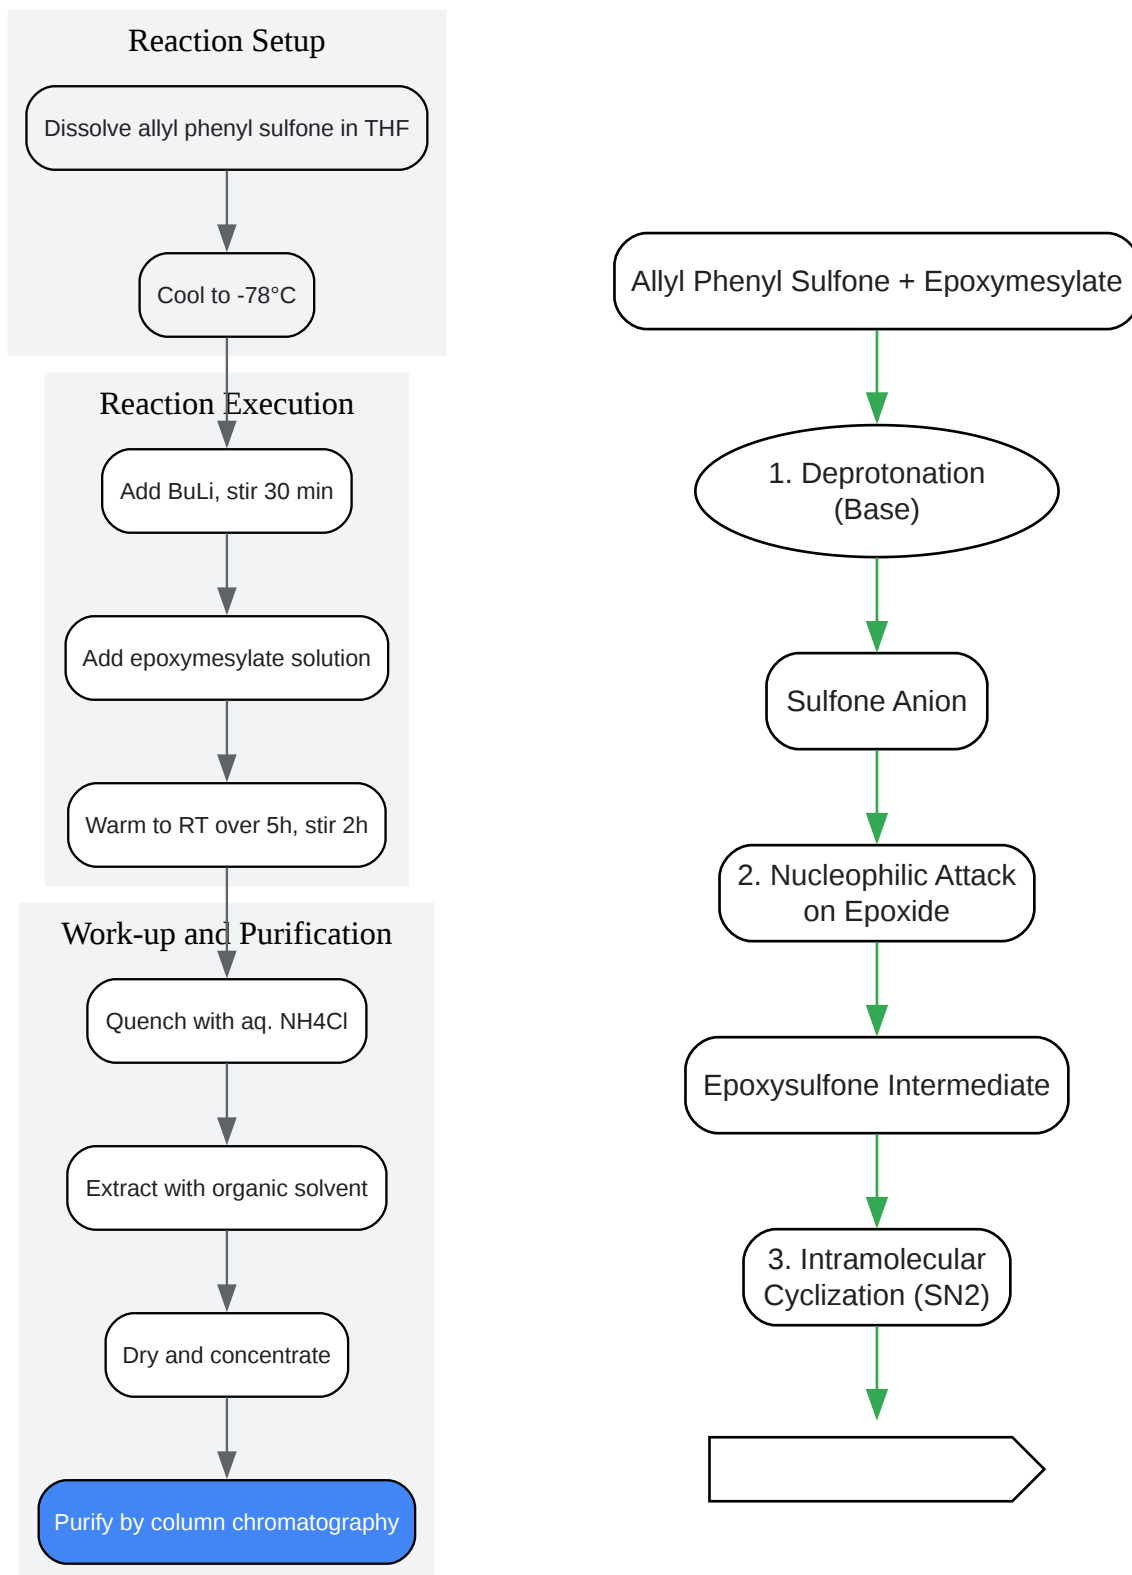 Reaction Setup
Dissolve allyl phenyl sulfone in THF
Cool to -78°C
Reaction Execution
Add BuLi, stir 30 min
Add epoxymesylate solution
Warm to RT over 5h, stir 2h
Work-up and Purification
Quench with aq. NH4Cl
Extract with organic solvent
Dry and concentrate
Purify by column chromatography
Allyl Phenyl Sulfone + Epoxymesylate
1. Deprotonation
(Base)
Sulfone Anion
2. Nucleophilic Attack
on Epoxide
Epoxysulfone Intermediate
3. Intramolecular
Cyclization (SN2)